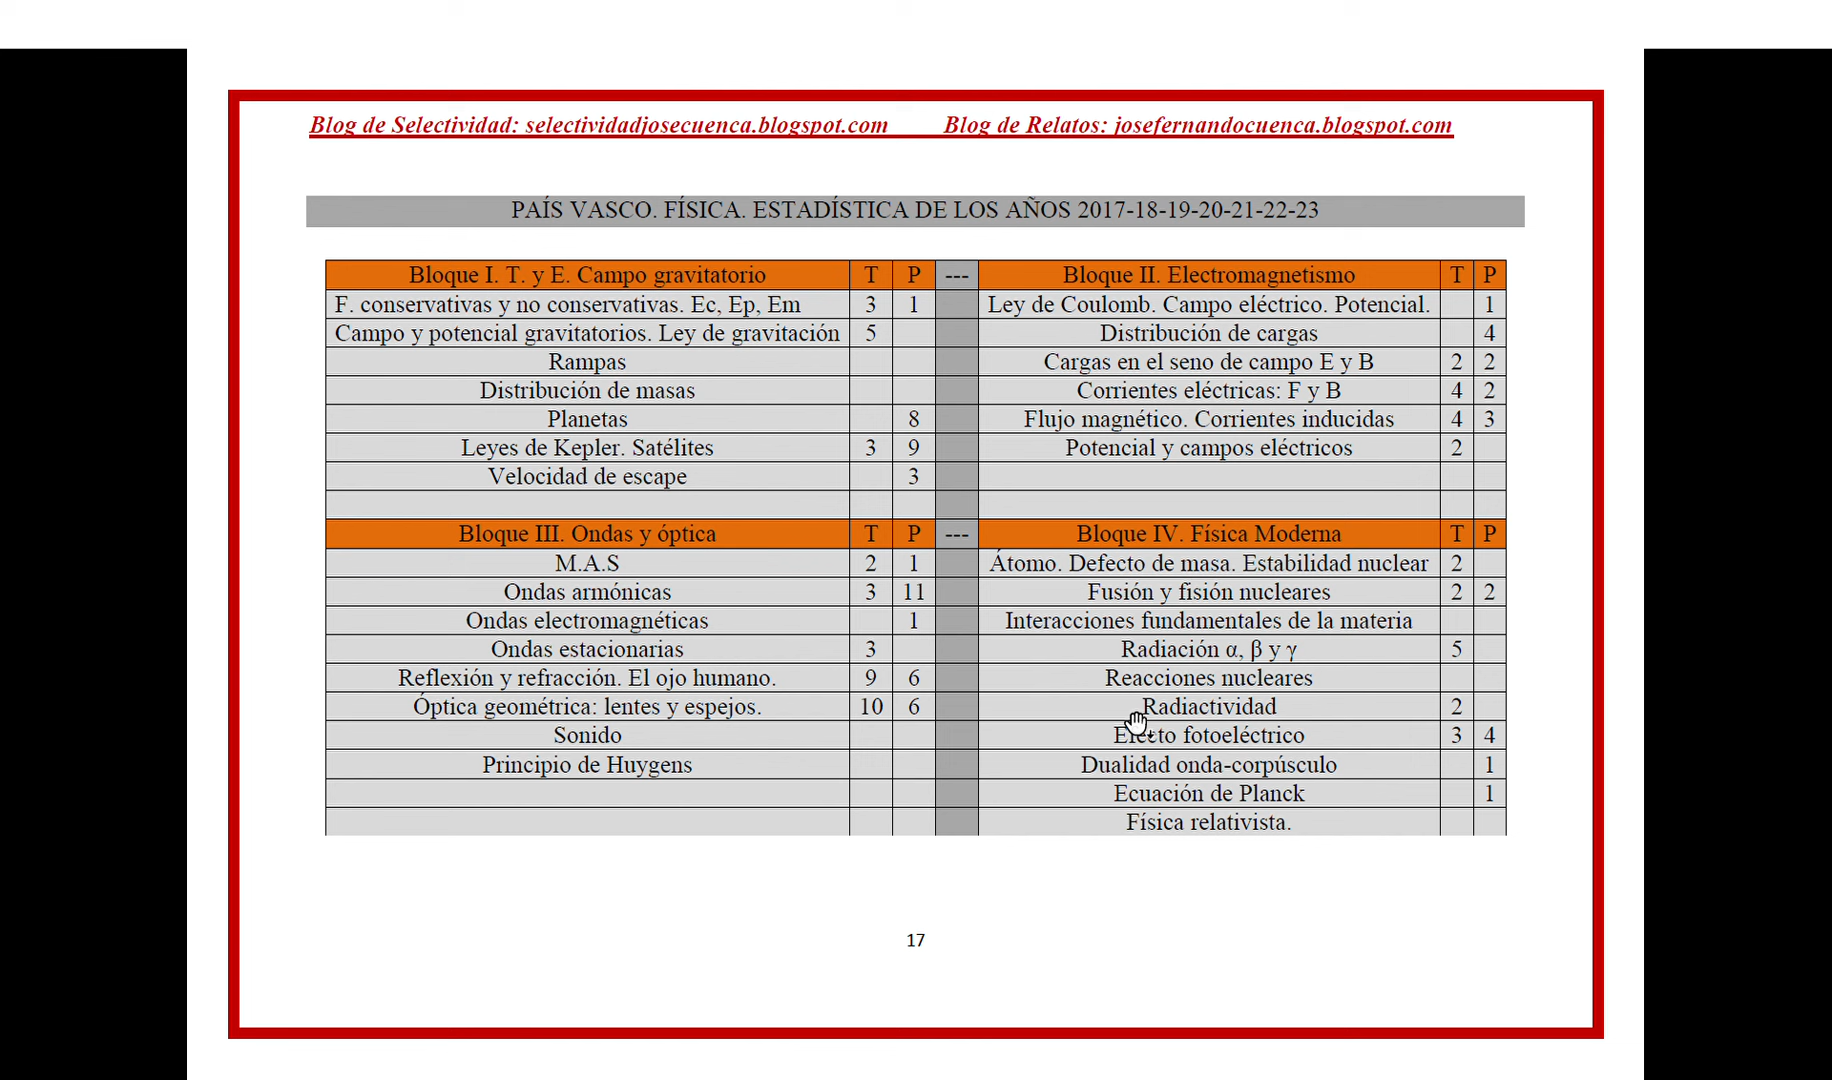 Blog de Selectividad: selectividadjosecuenca.blogspot.com Blog de Relatos: josefernandocuenca.blogspot.com
PAÍS VASCO. FÍSICA. ESTADÍSTICA DE LOS AÑOS 2017-18-19-20-21-22-23
Bloque I. T. y E. Campo gravitatorio T P --- Bloque II. Electromagnetismo T P
F. conservativas y no conservativas. Ec, Ep, Em 3 1 Ley de Coulomb. Campo eléctrico. Potencial. 1
Campo y potencial gravitatorios. Ley de gravitación 5 Distribución de cargas 4
Rampas Cargas en el seno de campo E y B 2 2
Distribución de masas Corrientes eléctricas: F y B 4 2
Planetas 8 Flujo magnético. Corrientes inducidas 4 3
Leyes de Kepler. Satélites 3 9 Potencial y campos eléctricos 2
Velocidad de escape 3
Bloque III. Ondas y óptica T P --- Bloque IV. Física Moderna T P
M.A.S 2 1 Átomo. Defecto de masa. Estabilidad nuclear 2
Ondas armónicas 3 11 Fusión y fisión nucleares 2 2
Ondas electromagnéticas 1 Interacciones fundamentales de la materia
Ondas estacionarias 3 Radiación α, β y γ 5
Reflexión y refracción. El ojo humano. 9 6 Reacciones nucleares
Óptica geométrica: lentes y espejos. 10 6 Radiactividad 2
Sonido Efecto fotoeléctrico 3 4
Principio de Huygens Dualidad onda-corpúsculo 1
Ecuación de Planck 1
Física relativista.
17